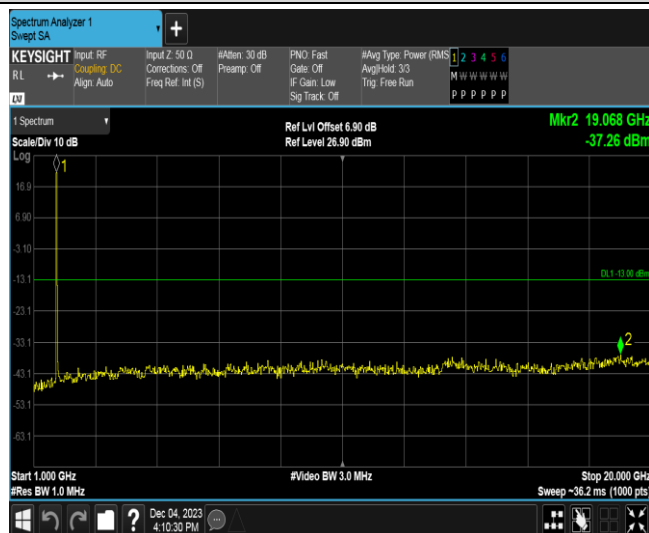 Spectrum Analyzer 1
Swept SA
KEYSIGHT
RL
LXI
Input: RF
Coupling: DC
Align: Auto
Input Z: 50 Ω
Corrections: Off
Freq Ref: Int (S)
#Atten: 30 dB
Preamp: Off
PNO: Fast
Gate: Off
IF Gain: Low
Sig Track: Off
#Avg Type: Power (RMS
Avg|Hold: 3/3
Trig: Free Run
1 2 3 4 5 6
M W W W W W
P P P P P P
1 Spectrum
Scale/Div 10 dB
Log
Ref Lvl Offset 6.90 dB
Ref Level 26.90 dBm
Mkr2 19.068 GHz
-37.26 dBm
1
16.9
6.90
-3.10
-13.1
DL1 -13.00 dBm
-23.1
-33.1
2
-43.1
-53.1
-63.1
Start 1.000 GHz
#Res BW 1.0 MHz
#Video BW 3.0 MHz
Stop 20.000 GHz
Sweep ~36.2 ms (1000 pts)
?
Dec 04, 2023
4:10:30 PM